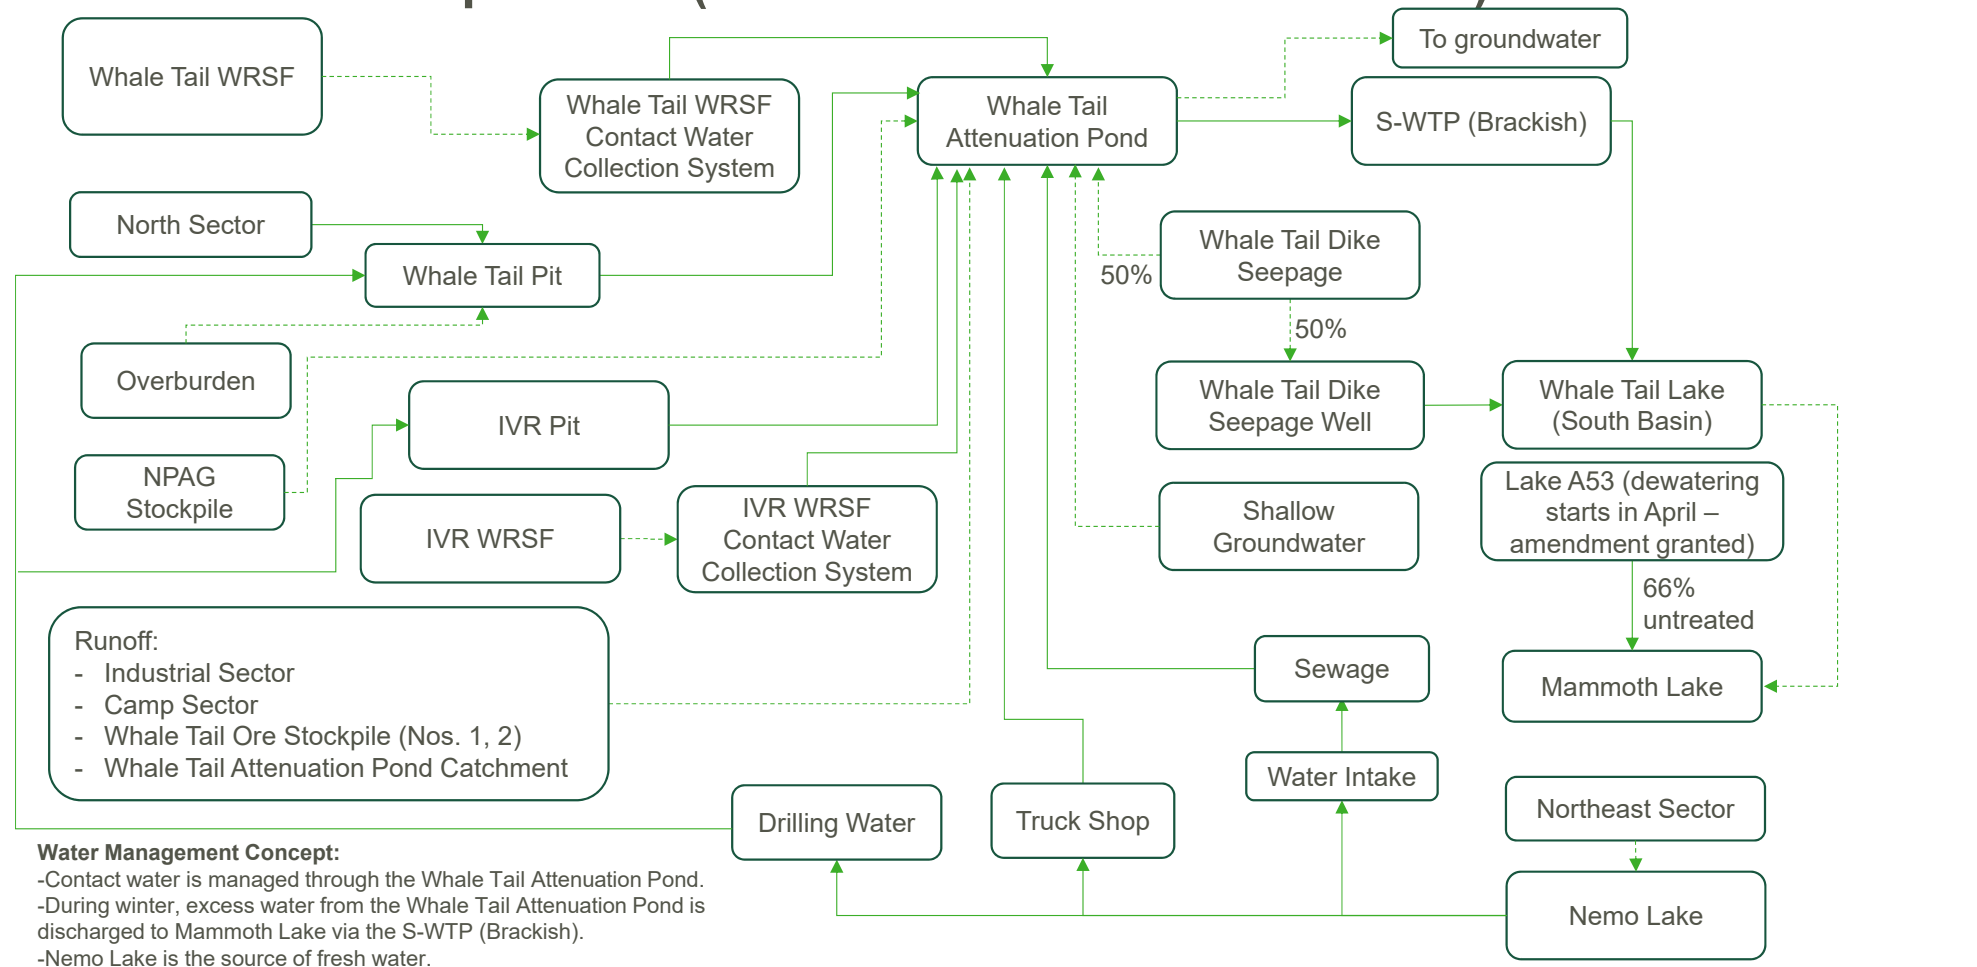 To groundwater
Whale Tail WRSF
Whale Tail WRSF
Contact Water
Collection System
Whale Tail
Attenuation Pond
S-WTP (Brackish)
North Sector
Whale Tail Pit
Whale Tail Dike
Seepage
50%
50%
Overburden
IVR Pit
Whale Tail Dike
Seepage Well
Whale Tail Lake
(South Basin)
NPAG
Stockpile
IVR WRSF
IVR WRSF
Contact Water
Collection System
Shallow
Groundwater
Lake A53 (dewatering
starts in April –
amendment granted)
66%
untreated
Runoff:
- Industrial Sector
- Camp Sector
- Whale Tail Ore Stockpile (Nos. 1, 2)
- Whale Tail Attenuation Pond Catchment
Sewage
Mammoth Lake
Water Intake
Drilling Water
Truck Shop
Northeast Sector
Nemo Lake
Water Management Concept:
-Contact water is managed through the Whale Tail Attenuation Pond.
-During winter, excess water from the Whale Tail Attenuation Pond is
discharged to Mammoth Lake via the S-WTP (Brackish).
-Nemo Lake is the source of fresh water.